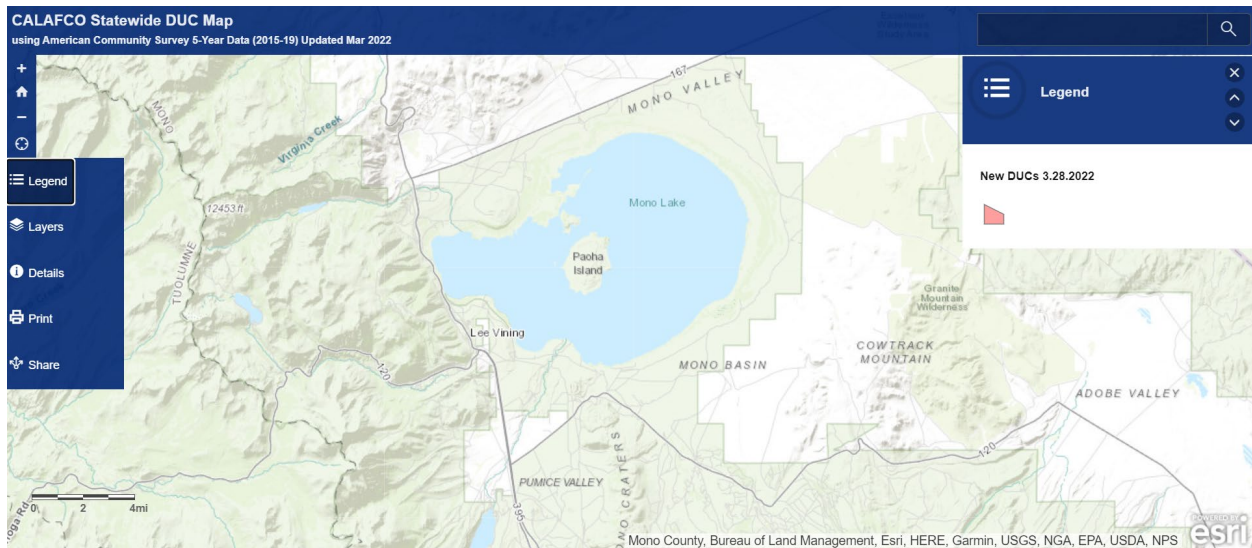 CALAFCO Statewide DUC Map
using American Community Survey 5-Year Data (2015-19) Updated Mar 2022
Legend
Layers
Details
Print
Share
Legend
New DUCs 3.28.2022
167
MONO VALLEY
MONO
Virginia Creek
12453 ft
TUOLUMNE
Mono Lake
Paoha
Island
Lee Vining
Granite
Mountain
Wilderness
COWTRACK
MOUNTAIN
MONO BASIN
ADOBE VALLEY
120
120
PUMICE VALLEY
395
MONO CRATERS
Tioga Rd
0 2 4mi
Mono County, Bureau of Land Management, Esri, HERE, Garmin, USGS, NGA, EPA, USDA, NPS
POWERED BY
esri